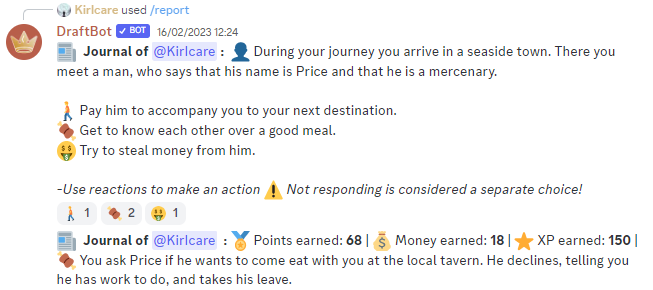 Kirlcare used /report
DraftBot ✓ BOT 16/02/2023 12:24
Journal of @Kirlcare : During your journey you arrive in a seaside town. There you
meet a man, who says that his name is Price and that he is a mercenary.
Pay him to accompany you to your next destination.
Get to know each other over a good meal.
Try to steal money from him.
-Use reactions to make an action ⚠️ Not responding is considered a separate choice!
1 2 1
Journal of @Kirlcare : Points earned: 68 | Money earned: 18 | XP earned: 150 |
You ask Price if he wants to come eat with you at the local tavern. He declines, telling you
he has work to do, and takes his leave.